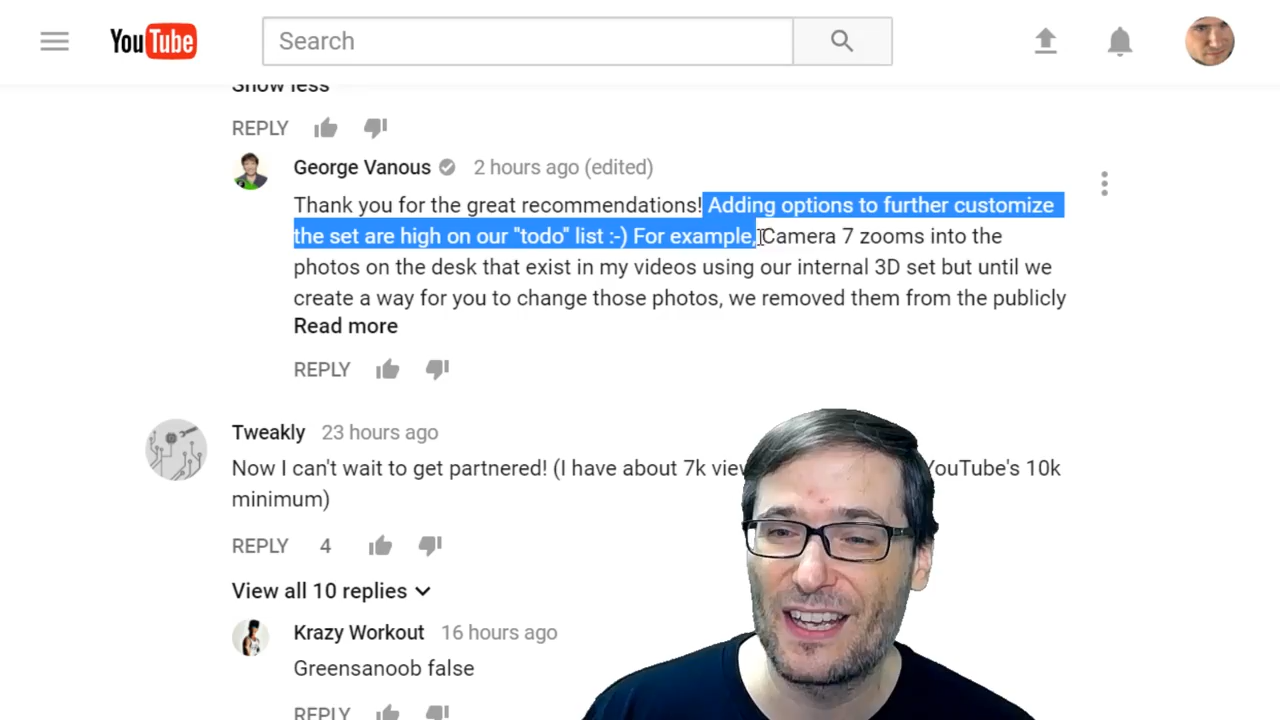 YouTube
Search
Show less
REPLY
George Vanous 2 hours ago (edited)
Thank you for the great recommendations! Adding options to further customize
the set are high on our "todo" list :-) For example, Camera 7 zooms into the
photos on the desk that exist in my videos using our internal 3D set but until we
create a way for you to change those photos, we removed them from the publicly
Read more
REPLY
Tweakly 23 hours ago
Now I can't wait to get partnered! (I have about 7k YouTube's 10k
minimum)
REPLY 4
View all 10 replies
Krazy Workout 16 hours ago
Greensanoob false
REPLY